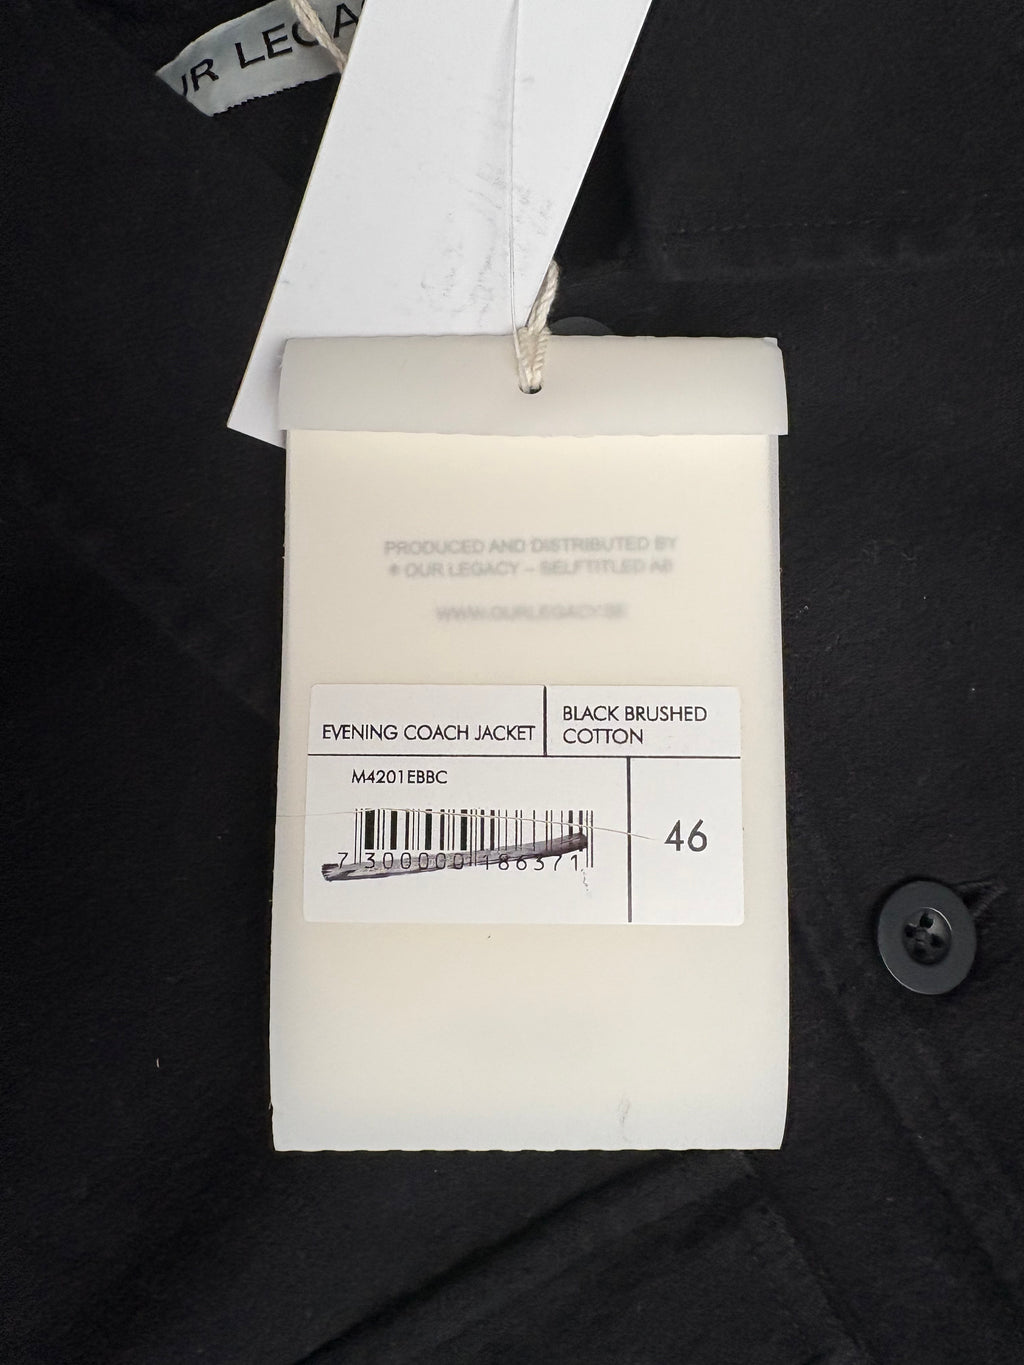 UR LEGA
PRODUCED AND DISTRIBUTED BY
® OUR LEGACY – SELFTITLED AB
WWW.OURLEGACY.SE
EVENING COACH JACKET
BLACK BRUSHED
COTTON
M4201EBBC
7 300000 186371
46